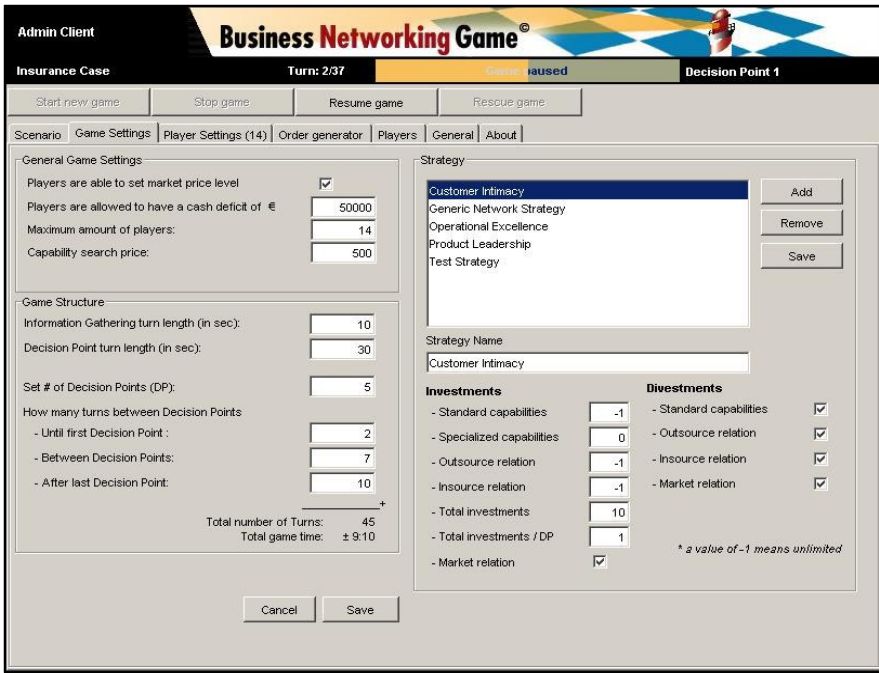 Admin Client
Business Networking Game©
Insurance Case Turn: 2/37 Game paused Decision Point 1
Start new game Stop game Resume game Rescue game
Scenario Game Settings Player Settings (14) Order generator Players General About
General Game Settings
Players are able to set market price level
Players are allowed to have a cash deficit of € 50000
Maximum amount of players: 14
Capability search price: 500
Game Structure
Information Gathering turn length (in sec): 10
Decision Point turn length (in sec): 30
Set # of Decision Points (DP): 5
How many turns between Decision Points
- Until first Decision Point : 2
- Between Decision Points: 7
- After last Decision Point: 10
+
Total number of Turns: 45
Total game time: ± 9:10
Cancel Save
Strategy
Customer Intimacy
Generic Network Strategy
Operational Excellence
Product Leadership
Test Strategy
Add
Remove
Save
Strategy Name
Customer Intimacy
Investments
- Standard capabilities -1
- Specialized capabilities 0
- Outsource relation -1
- Insource relation -1
- Total investments 10
- Total investments / DP 1
- Market relation
Divestments
- Standard capabilities
- Outsource relation
- Insource relation
- Market relation
* a value of -1 means unlimited